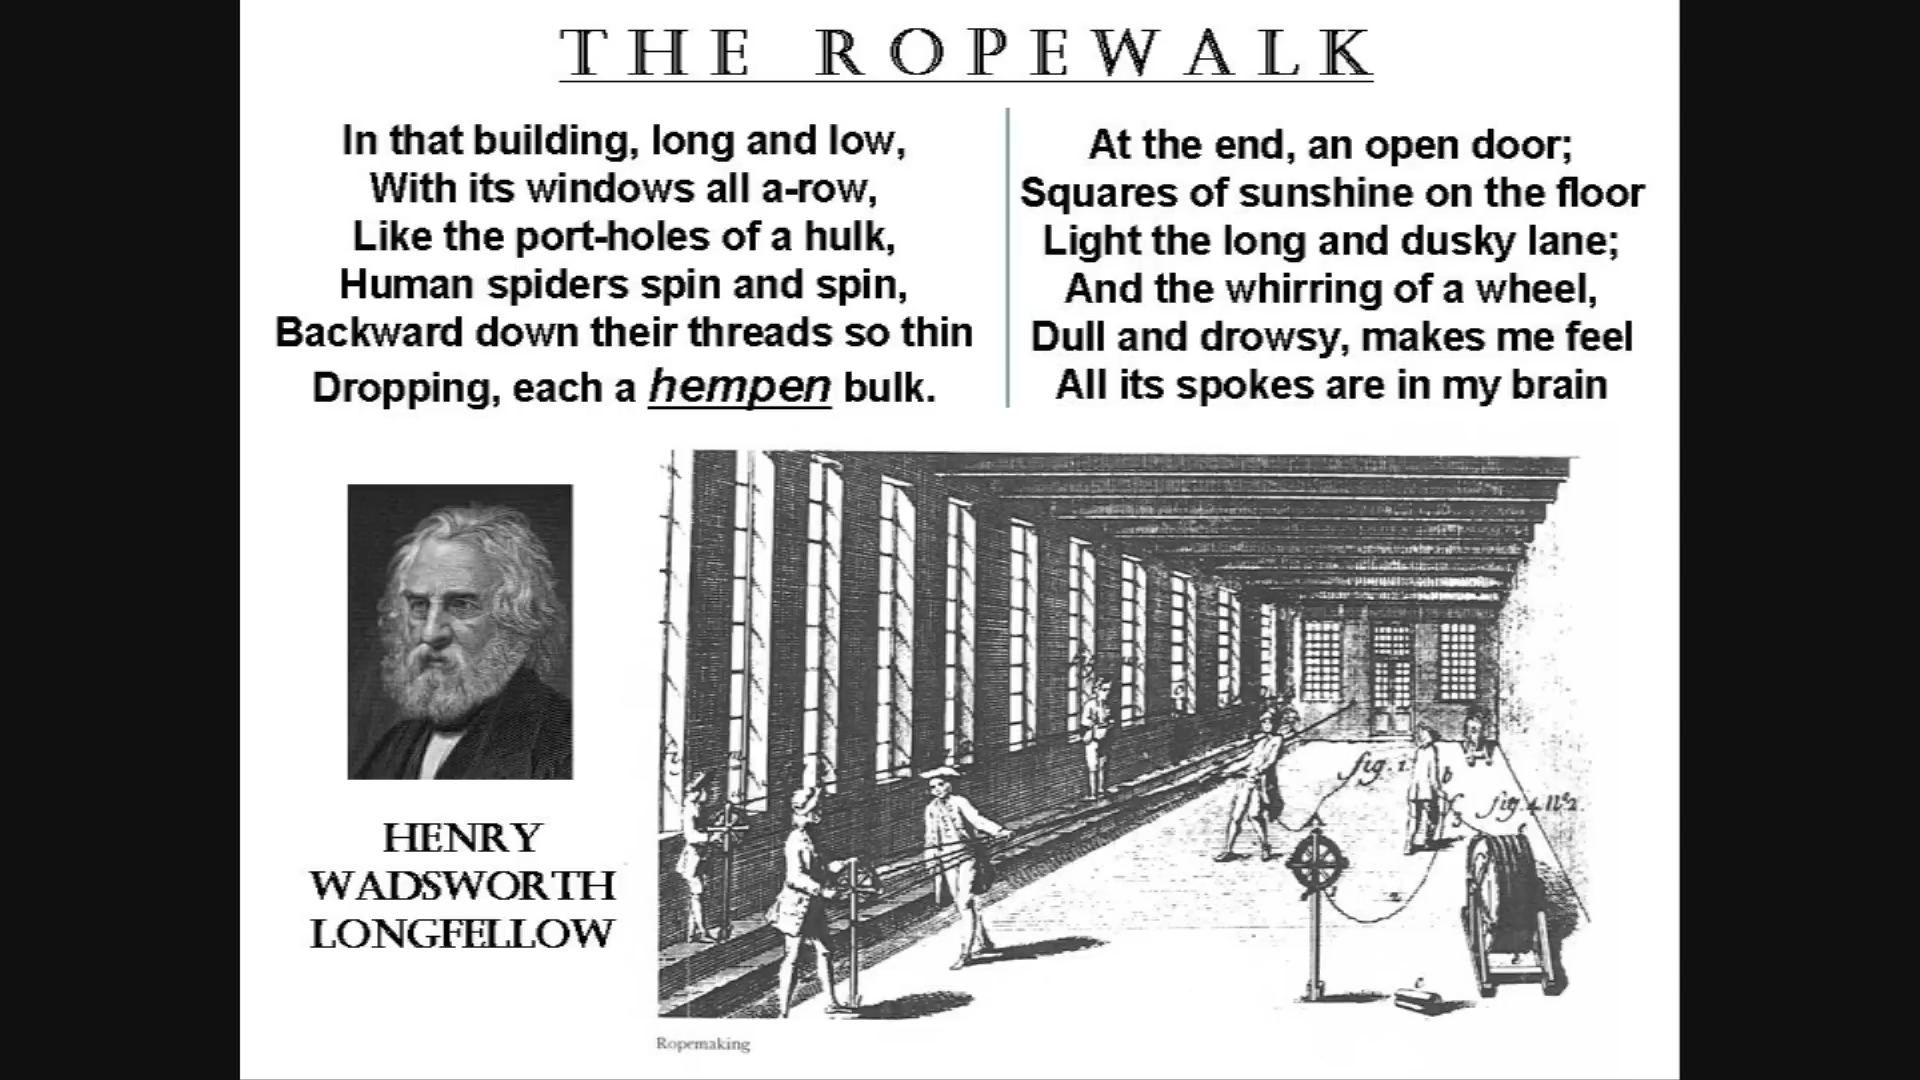 THE ROPEWALK
In that building, long and low,
With its windows all a-row,
Like the port-holes of a hulk,
Human spiders spin and spin,
Backward down their threads so thin
Dropping, each a hempen bulk.
At the end, an open door;
Squares of sunshine on the floor
Light the long and dusky lane;
And the whirring of a wheel,
Dull and drowsy, makes me feel
All its spokes are in my brain
HENRY
WADSWORTH
LONGFELLOW
fig. 1.
b
fig. 4. n.º 2.
Ropemaking